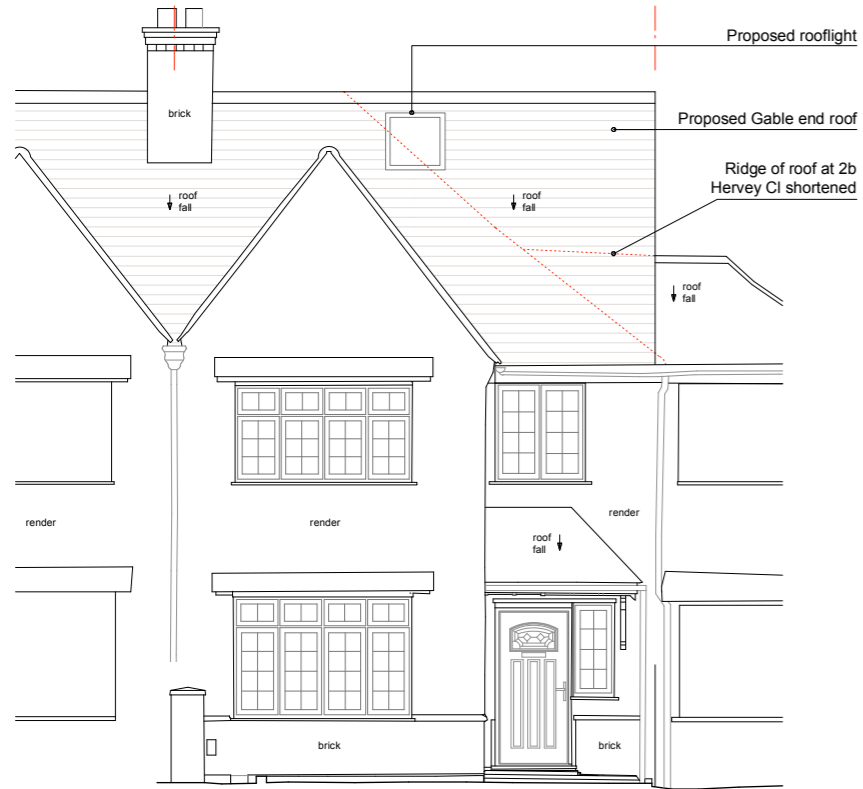 Proposed rooflight
brick
Proposed Gable end roof
Ridge of roof at 2b
Hervey Cl shortened
roof
fall
roof
fall
roof
fall
render
render
render
roof
fall
brick
brick